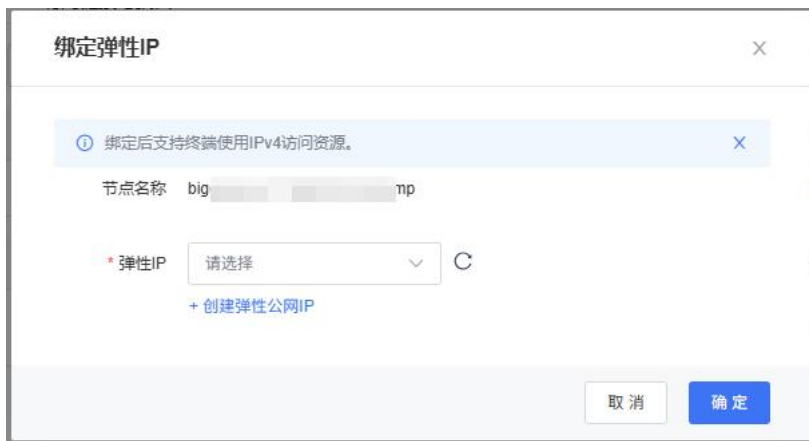 绑定弹性IP
绑定后支持终端使用IPv4访问资源。
节点名称 big mp
* 弹性IP 请选择
+ 创建弹性公网IP
取消 确定